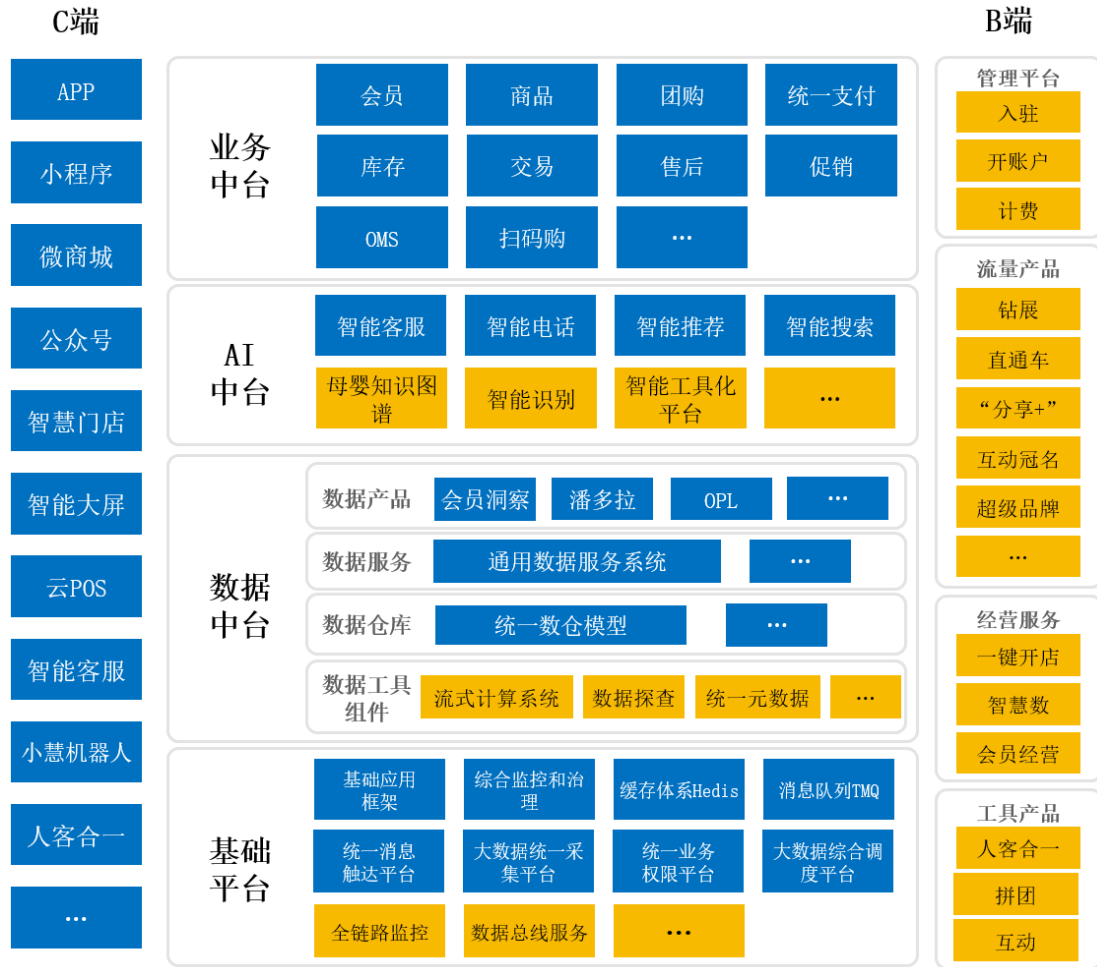 C端
APP
小程序
微商城
公众号
智慧门店
智能大屏
云POS
智能客服
小慧机器人
人客合一
…
业务
中台
会员
商品
团购
统一支付
库存
交易
售后
促销
OMS
扫码购
…
AI
中台
智能客服
智能电话
智能推荐
智能搜索
母婴知识图
谱
智能识别
智能工具化
平台
…
数据
中台
数据产品
会员洞察
潘多拉
OPL
…
数据服务
通用数据服务系统
…
数据仓库
统一数仓模型
…
数据工具
组件
流式计算系统
数据探查
统一元数据
…
基础
平台
基础应用
框架
综合监控和治
理
缓存体系Hedis
消息队列TMQ
统一消息
触达平台
大数据统一采
集平台
统一业务
权限平台
大数据综合调
度平台
全链路监控
数据总线服务
…
B端
管理平台
入驻
开账户
计费
流量产品
钻展
直通车
“分享+”
互动冠名
超级品牌
…
经营服务
一键开店
智慧数
会员经营
工具产品
人客合一
拼团
互动